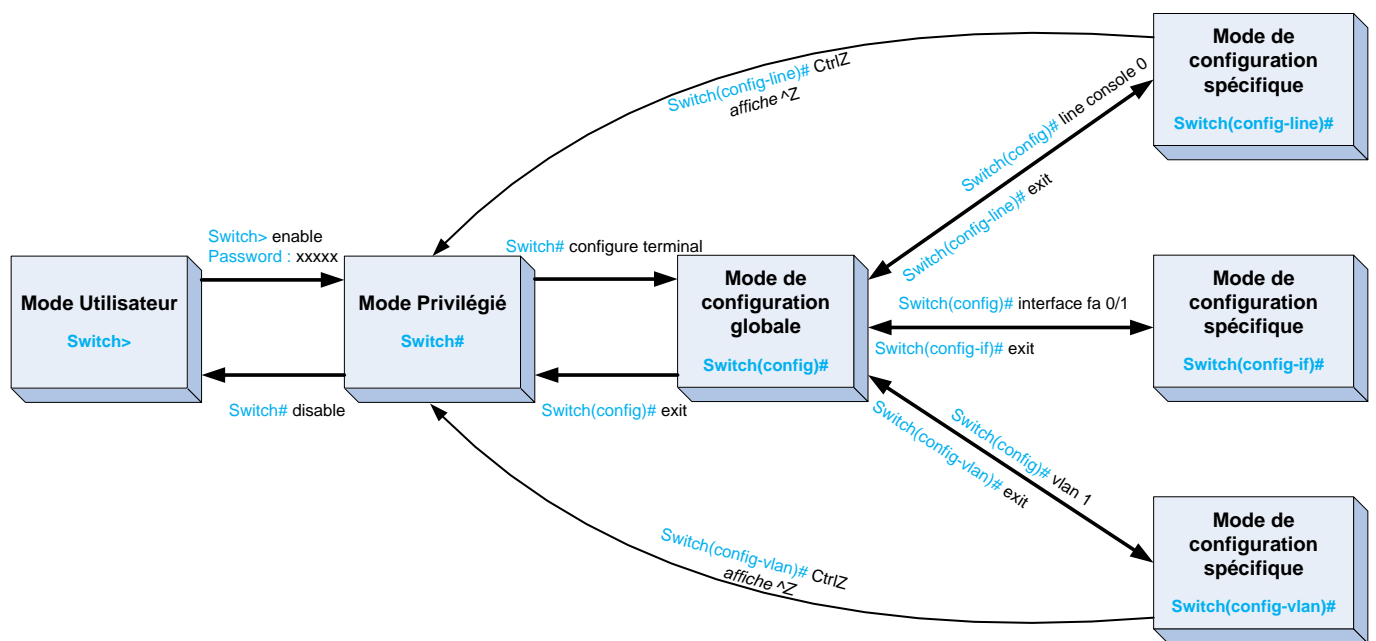 Mode de
configuration
spécifique
Switch(config-line)#
Switch(config-line)# CtrlZ
affiche ^Z
Switch(config)# line console 0
Switch(config-line)# exit
Switch> enable
Password : xxxxx
Switch# configure terminal
Mode Utilisateur
Switch>
Mode Privilégié
Switch#
Mode de
configuration
globale
Switch(config)#
Switch(config)# interface fa 0/1
Switch(config-if)# exit
Mode de
configuration
spécifique
Switch(config-if)#
Switch# disable
Switch(config)# exit
Switch(config)# vlan 1
Switch(config-vlan)# exit
Switch(config-vlan)# CtrlZ
affiche ^Z
Mode de
configuration
spécifique
Switch(config-vlan)#